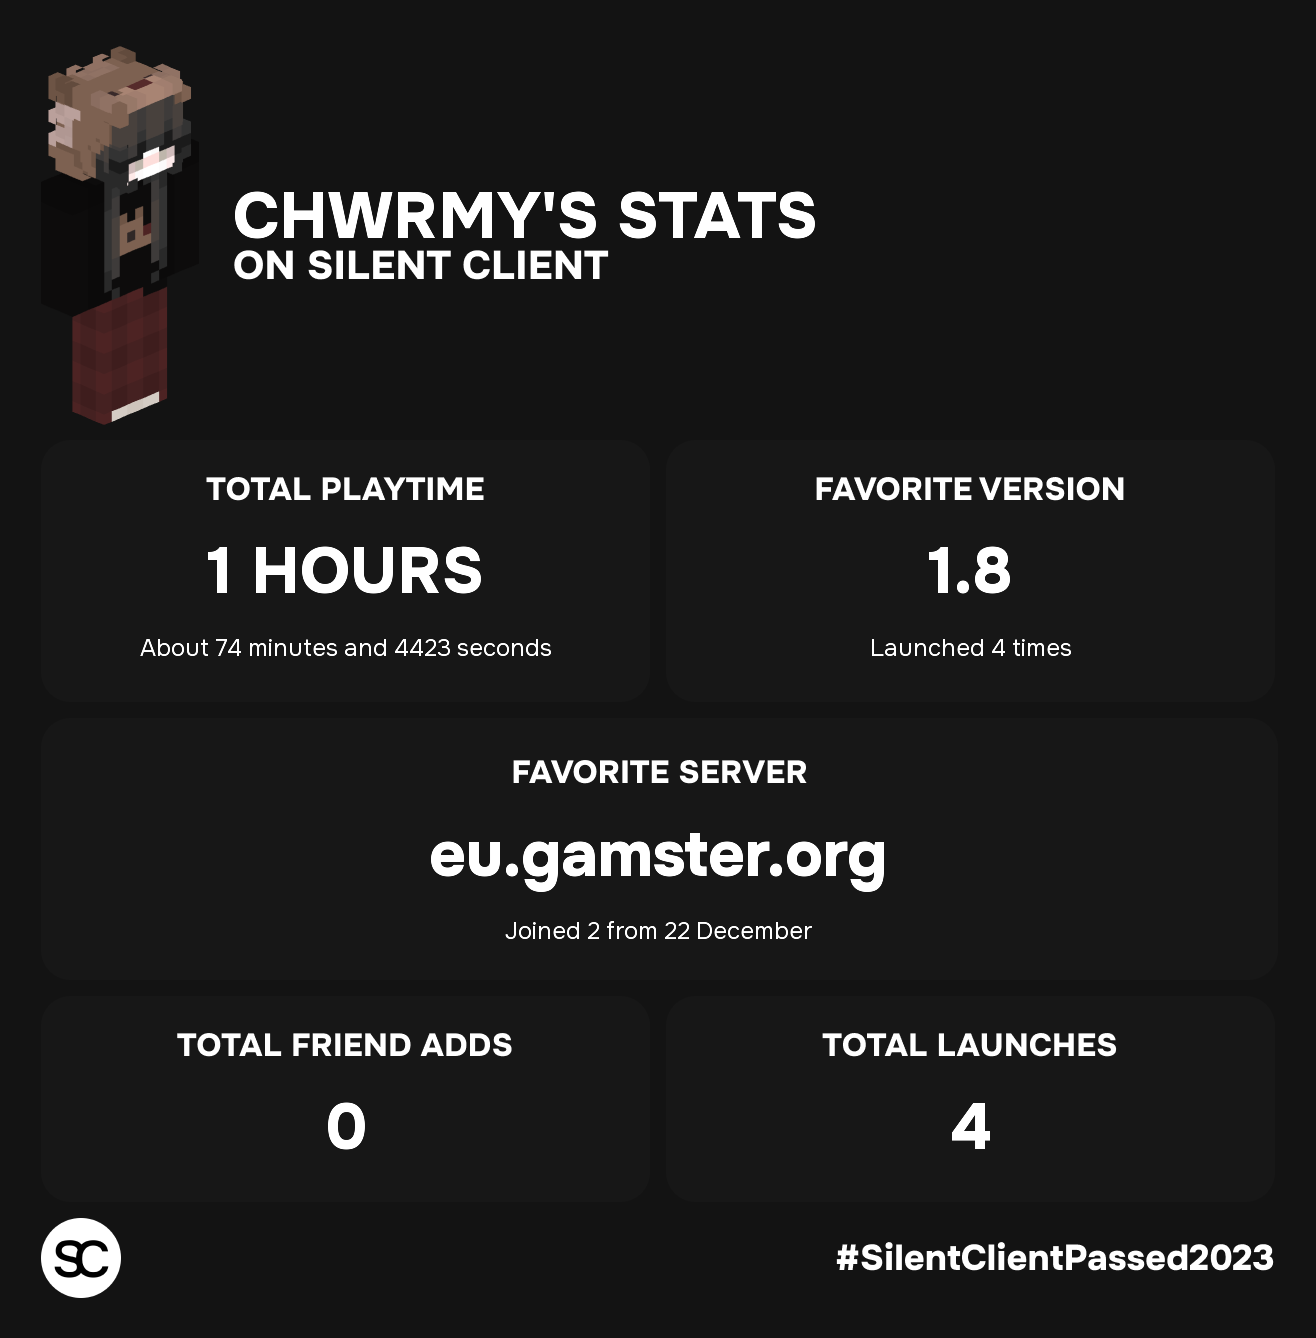 CHWRMY'S STATS
ON SILENT CLIENT
TOTAL PLAYTIME
1 HOURS
About 74 minutes and 4423 seconds
FAVORITE VERSION
1.8
Launched 4 times
FAVORITE SERVER
eu.gamster.org
Joined 2 from 22 December
TOTAL FRIEND ADDS
0
TOTAL LAUNCHES
4
SC
#SilentClientPassed2023